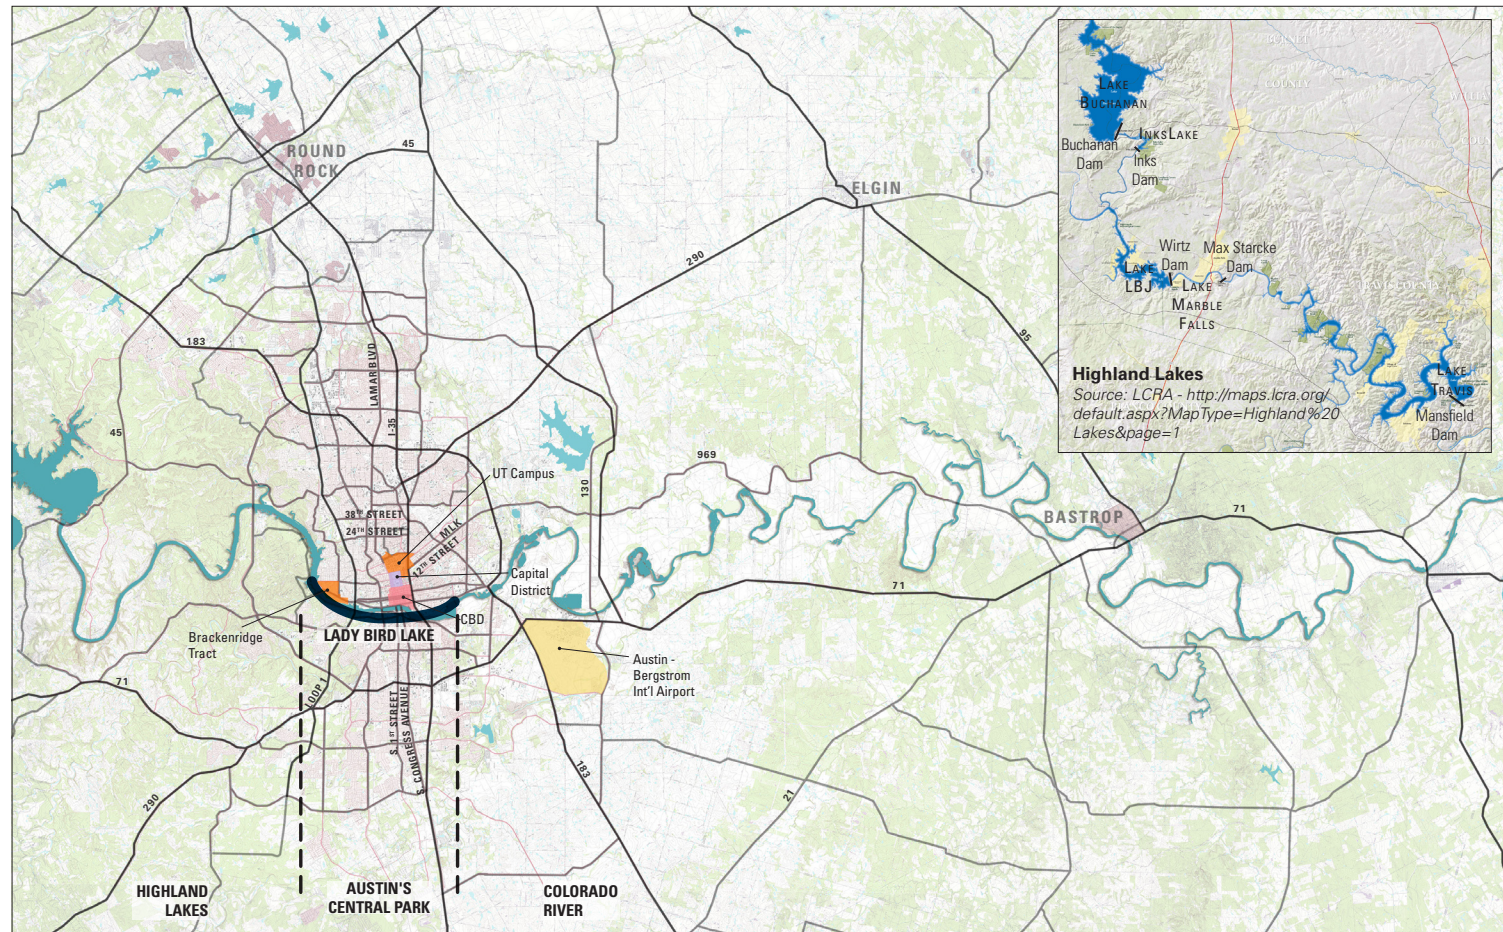 ROUND
ROCK
45
ELGIN
290
95
183
LAMAR BLVD
I-35
45
UT Campus
969
130
38TH STREET
24TH STREET
MLK
12TH STREET
BASTROP
71
Capital
District
71
CBD
LADY BIRD LAKE
Brackenridge
Tract
Austin -
Bergstrom
Int'l Airport
71
LOOP 1
S. 1ST STREET
S. CONGRESS AVENUE
183
21
290
HIGHLAND
LAKES
AUSTIN'S
CENTRAL PARK
COLORADO
RIVER
LAKE
BUCHANAN
INKS LAKE
Buchanan
Dam
Inks
Dam
COUNTY
Wirtz
Dam
Max Starcke
Dam
LAKE
LBJ
LAKE
MARBLE
FALLS
TRAVIS COUNTY
LAKE
TRAVIS
Mansfield
Dam
Highland Lakes
Source: LCRA - http://maps.lcra.org/
default.aspx?MapType=Highland%20
Lakes&page=1